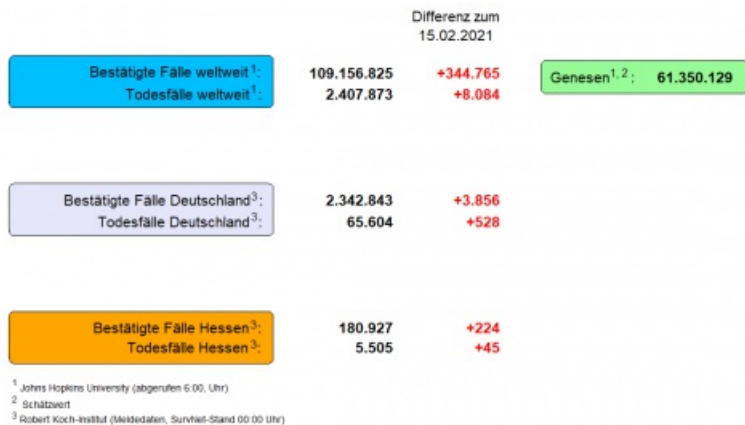 Differenz zum
15.02.2021
Bestätigte Fälle weltweit¹: 109.156.825 +344.765 Genesen¹,²: 61.350.129
Todesfälle weltweit¹: 2.407.873 +8.084
Bestätigte Fälle Deutschland³: 2.342.843 +3.856
Todesfälle Deutschland³: 65.604 +528
Bestätigte Fälle Hessen³: 180.927 +224
Todesfälle Hessen³: 5.505 +45
¹ Johns Hopkins University (abgerufen 6:00, Uhr)
² Schätzwert
³ Robert Koch-Institut (Meldedaten, SurvNet-Stand 00:00 Uhr)